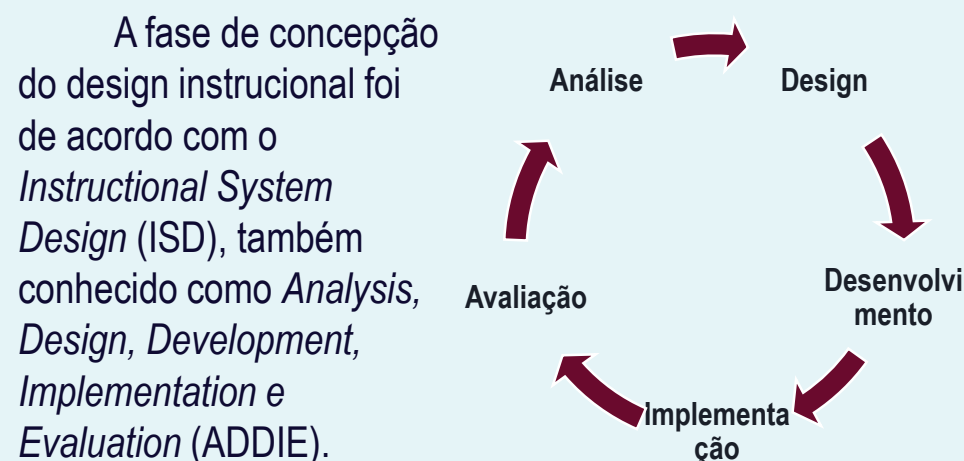 A fase de concepção
do design instrucional foi
de acordo com o
Instructional System
Design (ISD), também
conhecido como Analysis,
Design, Development,
Implementation e
Evaluation (ADDIE).
Análise
Design
Desenvolvi
mento
Implementa
ção
Avaliação